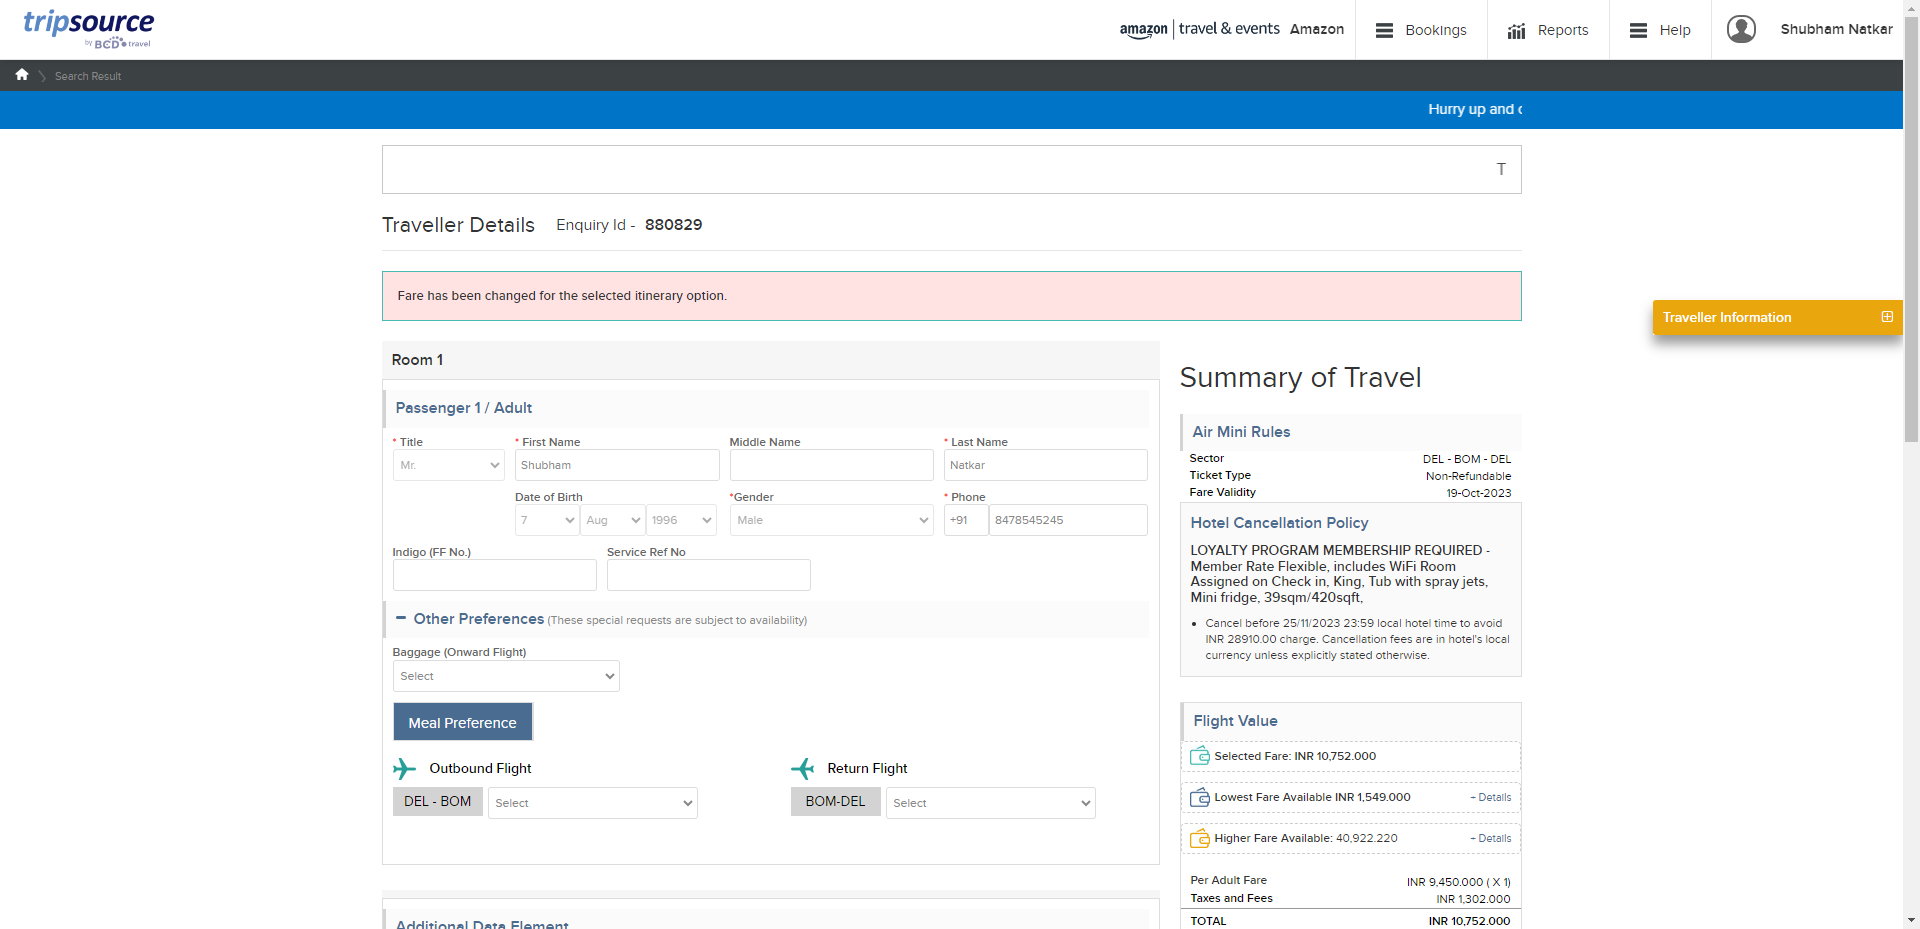 tripsource
by BCD travel
amazon | travel & events Amazon
Bookings
Reports
Help
Shubham Natkar
Search Result
Hurry up and
T
Traveller Details Enquiry Id - 880829
Fare has been changed for the selected itinerary option.
Traveller Information
Room 1
Passenger 1 / Adult
* Title * First Name Middle Name * Last Name
Mr. Shubham Natkar
Date of Birth *Gender * Phone
7 Aug 1996 Male +91 8478545245
Indigo (FF No.) Service Ref No
Other Preferences (These special requests are subject to availability)
Baggage (Onward Flight)
Select
Meal Preference
Outbound Flight Return Flight
DEL - BOM Select BOM-DEL Select
Additional Data Element
Summary of Travel
Air Mini Rules
Sector DEL - BOM - DEL
Ticket Type Non-Refundable
Fare Validity 19-Oct-2023
Hotel Cancellation Policy
LOYALTY PROGRAM MEMBERSHIP REQUIRED -
Member Rate Flexible, includes WiFi Room
Assigned on Check in, King, Tub with spray jets,
Mini fridge, 39sqm/420sqft,
• Cancel before 25/11/2023 23:59 local hotel time to avoid
INR 28910.00 charge. Cancellation fees are in hotel's local
currency unless explicitly stated otherwise.
Flight Value
Selected Fare: INR 10,752.000
Lowest Fare Available INR 1,549.000 - Details
Higher Fare Available: 40,922.220 - Details
Per Adult Fare INR 9,450.000 ( X 1)
Taxes and Fees INR 1,302.000
TOTAL INR 10,752.000